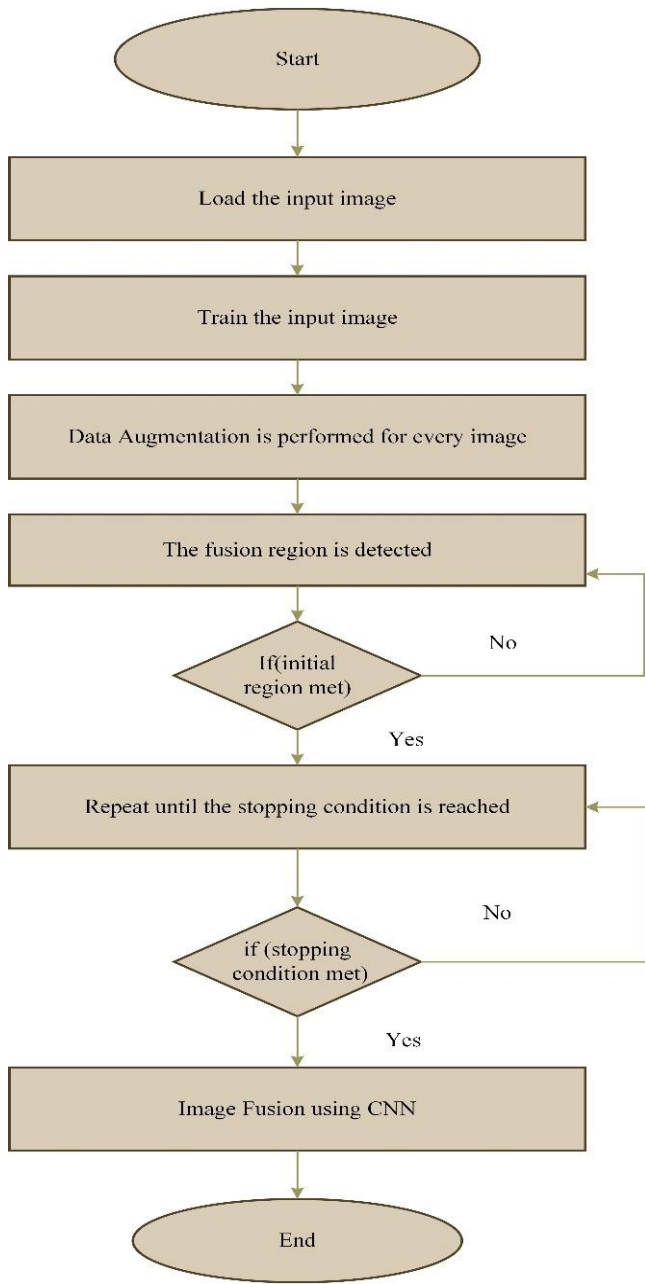 Start
Load the input image
Train the input image
Data Augmentation is performed for every image
The fusion region is detected
No
If(initial
region met)
Yes
Repeat until the stopping condition is reached
No
if (stopping
condition met)
Yes
Image Fusion using CNN
End